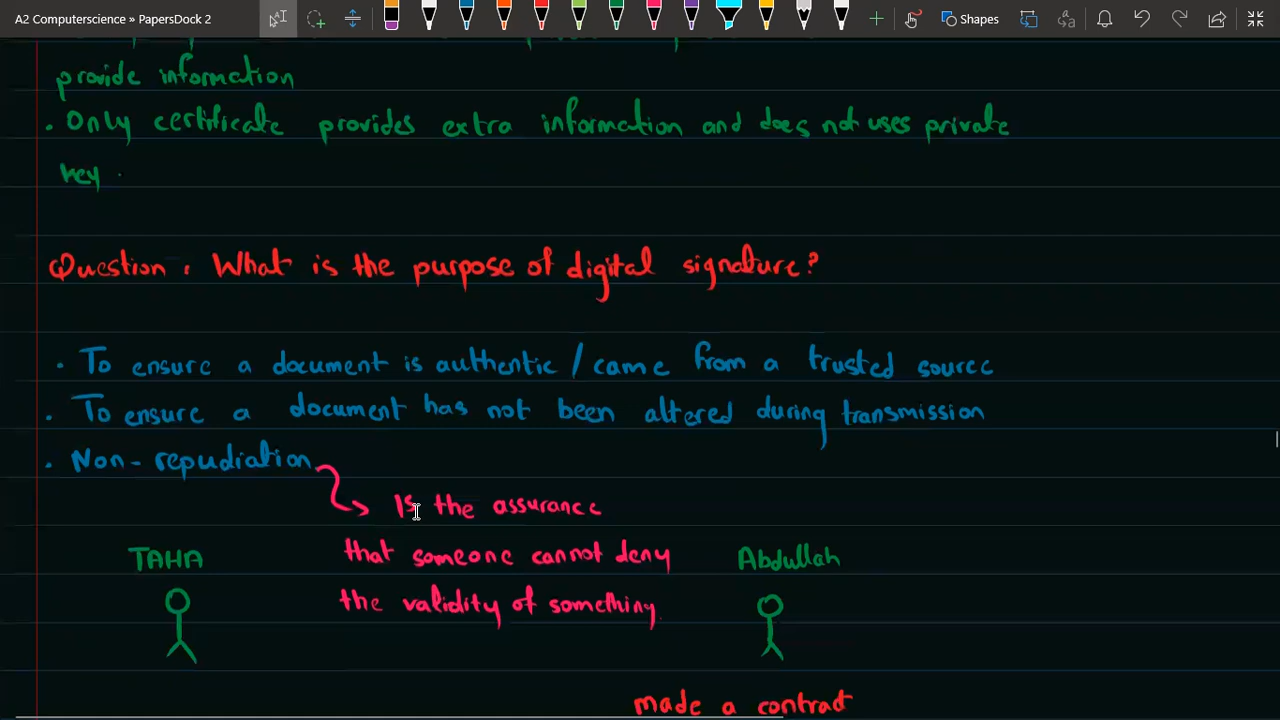 A2 Computerscience » PapersDock 2
Shapes
provide information
. Only certificate provides extra information and does not uses private
key .
Question : What is the purpose of digital signature?
. To ensure a document is authentic / came from a trusted source
. To ensure a document has not been altered during transmission
. Non-repudiation
Is the assurance
that someone cannot deny
the validity of something.
TAHA
Abdullah
made a contract